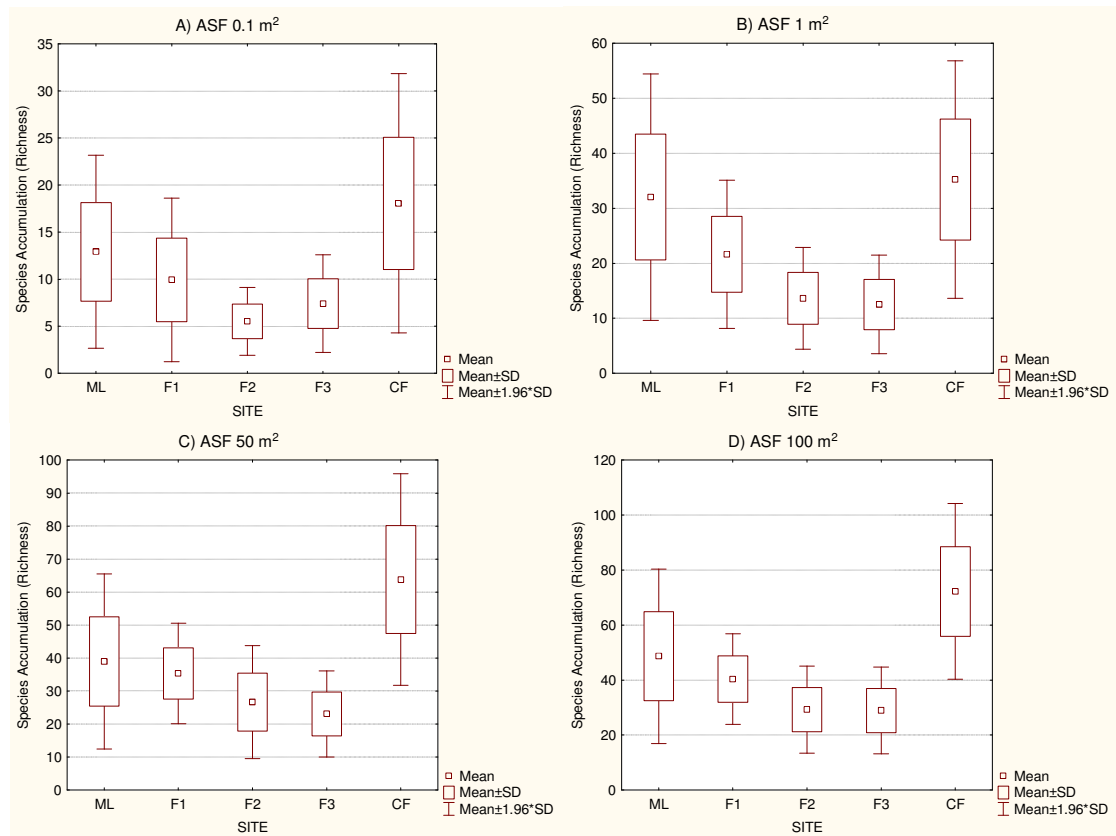 A) ASF 0.1 m²
Species Accumulation (Richness)
35
30
25
20
15
10
5
0
ML F1 F2 F3 CF
SITE
Mean
Mean±SD
Mean±1.96*SD
B) ASF 1 m²
Species Accumulation (Richness)
60
50
40
30
20
10
0
ML F1 F2 F3 CF
SITE
Mean
Mean±SD
Mean±1.96*SD
C) ASF 50 m²
Species Accumulation (Richness)
100
90
80
70
60
50
40
30
20
10
0
ML F1 F2 F3 CF
SITE
Mean
Mean±SD
Mean±1.96*SD
D) ASF 100 m²
Species Accumulation (Richness)
120
100
80
60
40
20
0
ML F1 F2 F3 CF
SITE
Mean
Mean±SD
Mean±1.96*SD